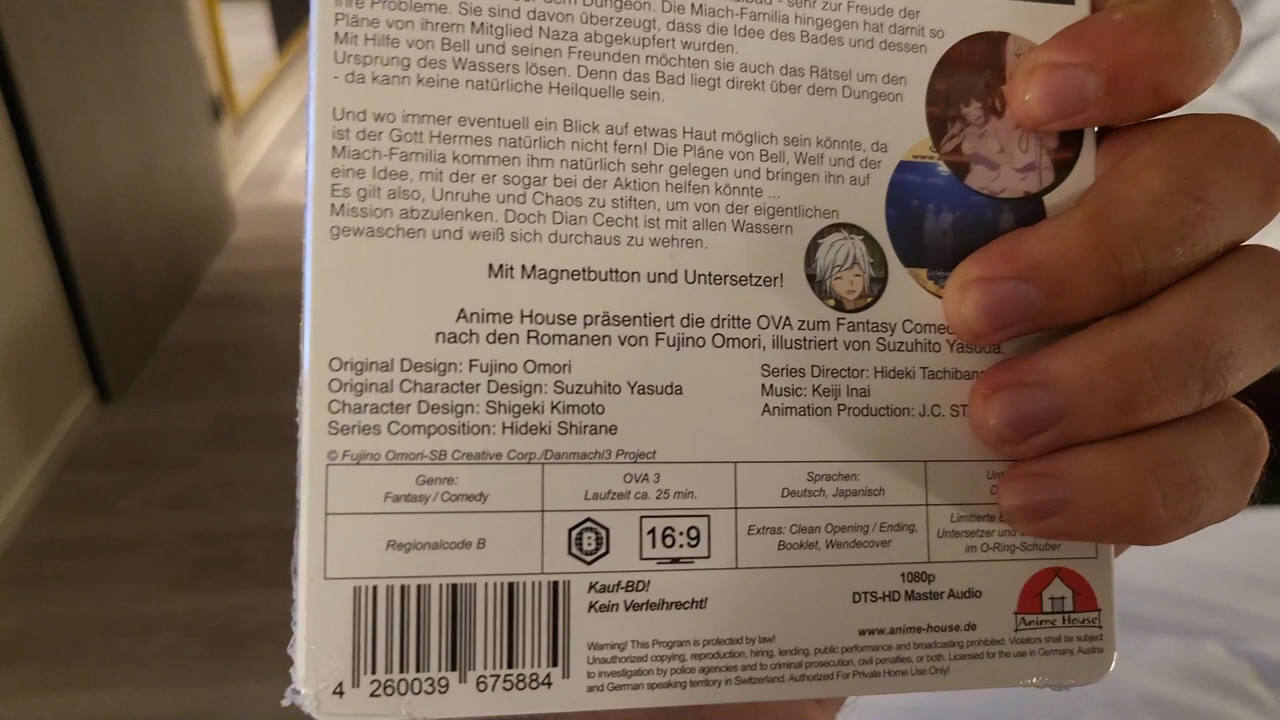 dem Dungeon. Die Miach-Familia hingegen hat damit so
- sehr zur Freude der
ihre Probleme. Sie sind davon überzeugt, dass die Idee des Bades und dessen
Pläne von ihrem Mitglied Naza abgekupfert wurden.
Mit Hilfe von Bell und seinen Freunden möchten sie auch das Rätsel um den
Ursprung des Wassers lösen. Denn das Bad liegt direkt über dem Dungeon
- da kann keine natürliche Heilquelle sein.
Und wo immer eventuell ein Blick auf etwas Haut möglich sein könnte, da
ist der Gott Hermes natürlich nicht fern! Die Pläne von Bell, Welf und der
Miach-Familia kommen ihm natürlich sehr gelegen und bringen ihn auf
eine Idee, mit der er sogar bei der Aktion helfen könnte ...
Es gilt also, Unruhe und Chaos zu stiften, um von der eigentlichen
Mission abzulenken. Doch Dian Cecht ist mit allen Wassern
gewaschen und weiß sich durchaus zu wehren.
Mit Magnetbutton und Untersetzer!
Anime House präsentiert die dritte OVA zum Fantasy
nach den Romanen von Fujino Omori, illustriert von Suzuhito Yasuda.
Original Design: Fujino Omori
Original Character Design: Suzuhito Yasuda
Character Design: Shigeki Kimoto
Series Composition: Hideki Shirane
Series Director: Hideki
Music: Keiji Inai
Animation Production: J.C.
© Fujino Omori-SB Creative Corp./Danmachi3 Project
Genre:
Fantasy / Comedy
OVA 3
Laufzeit ca. 25 min.
Sprachen:
Deutsch, Japanisch
Regionalcode B
B
16:9
Extras: Clean Opening / Ending,
Booklet, Wendecover
Limitierte
Untersetzer
im O-Ring-Schuber
Kauf-BD!
Kein Verleihrecht!
1080p
DTS-HD Master Audio
www.anime-house.de
Anime House
Warning! This Program is protected by law!
Unauthorized copying, reproduction, hiring, lending, public performance and broadcasting prohibited. Violators shall be subject
to investigation by police agencies and to criminal prosecution, civil penalties, or both. Licensed for the use in Germany, Austria
and German speaking territory in Switzerland. Authorized For Private Home Use Only!
4 260039 675884